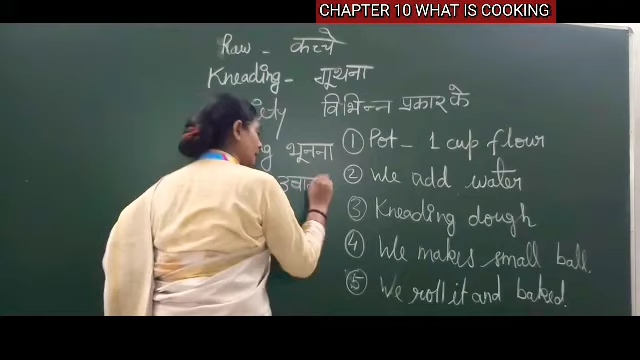 CHAPTER 10 WHAT IS COOKING
Raw - कच्चे
Kneading - गूथना
विभिन्न प्रकार के
भूनना
① Pot - 1 cup flour
② We add water
③ Kneading dough
④ We makes small ball.
⑤ We roll it and baked.